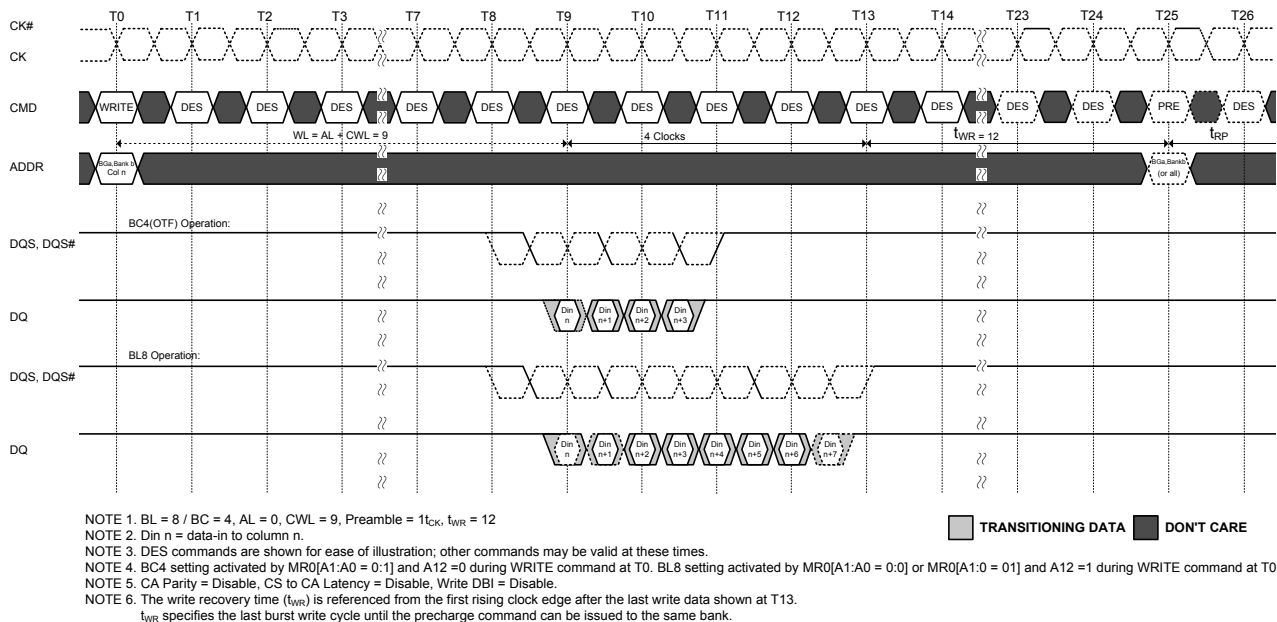 T0 T1 T2 T3 T7 T8 T9 T10 T11 T12 T13 T14 T23 T24 T25 T26
CK#
CK
CMD WRITE DES DES DES DES DES DES DES DES DES DES DES DES DES PRE DES
WL = AL + CWL = 9 4 Clocks tWR = 12 tRP
ADDR
BGa,Bank b
Col n
BGa,Bankb
(or all)
BC4(OTF) Operation:
DQS, DQS#
DQ
Din n Din n+1 Din n+2 Din n+3
BL8 Operation:
DQS, DQS#
DQ
Din n Din n+1 Din n+2 Din n+3 Din n+4 Din n+5 Din n+6 Din n+7
TRANSITIONING DATA DON'T CARE
NOTE 1. BL = 8 / BC = 4, AL = 0, CWL = 9, Preamble = 1tCK, tWR = 12
NOTE 2. Din n = data-in to column n.
NOTE 3. DES commands are shown for ease of illustration; other commands may be valid at these times.
NOTE 4. BC4 setting activated by MR0[A1:A0 = 0:1] and A12 =0 during WRITE command at T0. BL8 setting activated by MR0[A1:A0 = 0:0] or MR0[A1:0 = 01] and A12 =1 during WRITE command at T0
NOTE 5. CA Parity = Disable, CS to CA Latency = Disable, Write DBI = Disable.
NOTE 6. The write recovery time (tWR) is referenced from the first rising clock edge after the last write data shown at T13.
tWR specifies the last burst write cycle until the precharge command can be issued to the same bank.